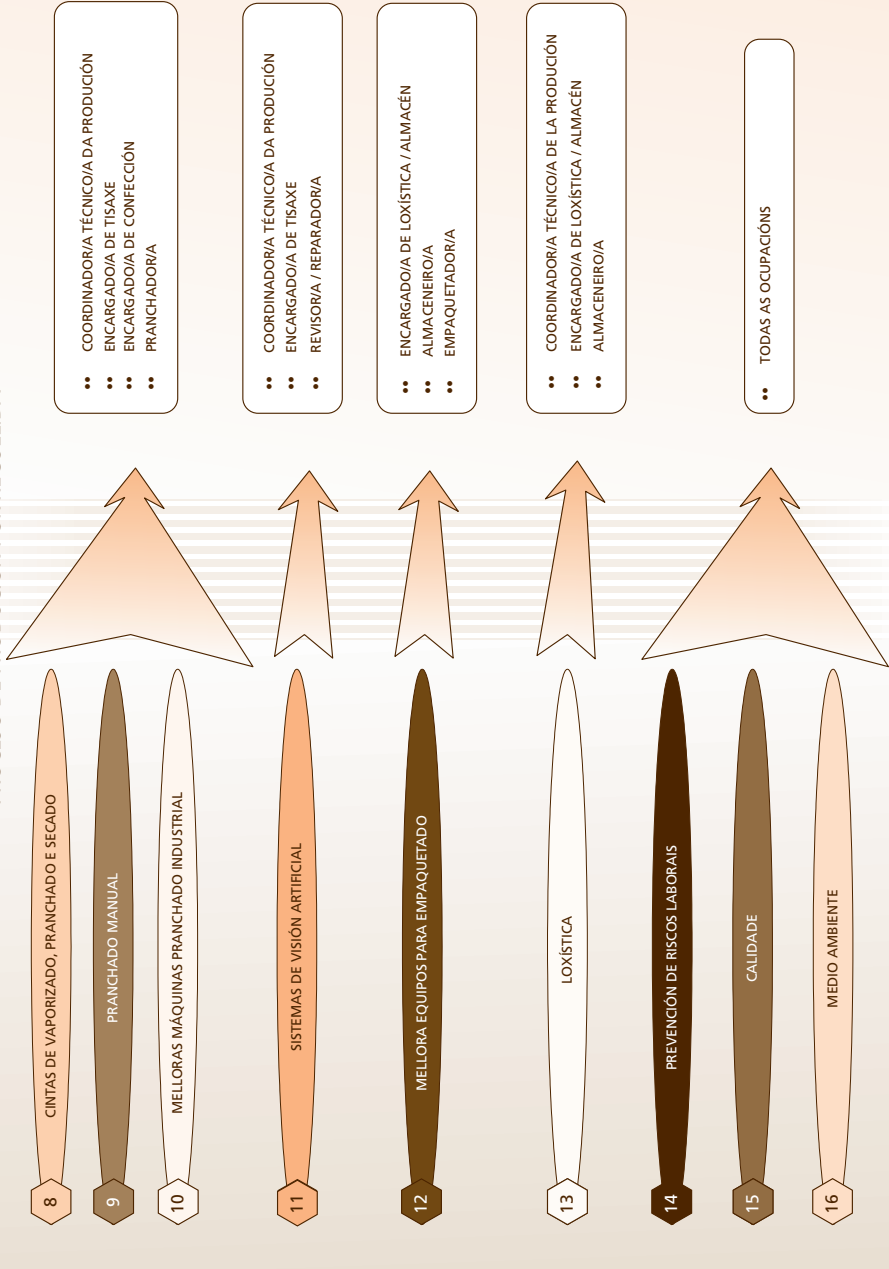 8
CINTAS DE VAPORIZADO, PRANCHADO E SECADO
9
PRANCHADO MANUAL
10
MELLORAS MÁQUINAS PRANCHADO INDUSTRIAL
COORDINADOR/A TÉCNICO/A DA PRODUCIÓN
ENCARGADO/A DE TISAXE
ENCARGADO/A DE CONFECCIÓN
PRANCHADOR/A
11
SISTEMAS DE VISIÓN ARTIFICIAL
COORDINADOR/A TÉCNICO/A DA PRODUCIÓN
ENCARGADO/A DE TISAXE
REVISOR/A / REPARADOR/A
12
MELLORA EQUIPOS PARA EMPAQUETADO
ENCARGADO/A DE LOXÍSTICA / ALMACÉN
ALMACENEIRO/A
EMPAQUETADOR/A
13
LOXÍSTICA
COORDINADOR/A TÉCNICO/A DE LA PRODUCIÓN
ENCARGADO/A DE LOXÍSTICA / ALMACÉN
ALMACENEIRO/A
14
PREVENCIÓN DE RISCOS LABORAIS
15
CALIDADE
16
MEDIO AMBIENTE
TODAS AS OCUPACIÓNS